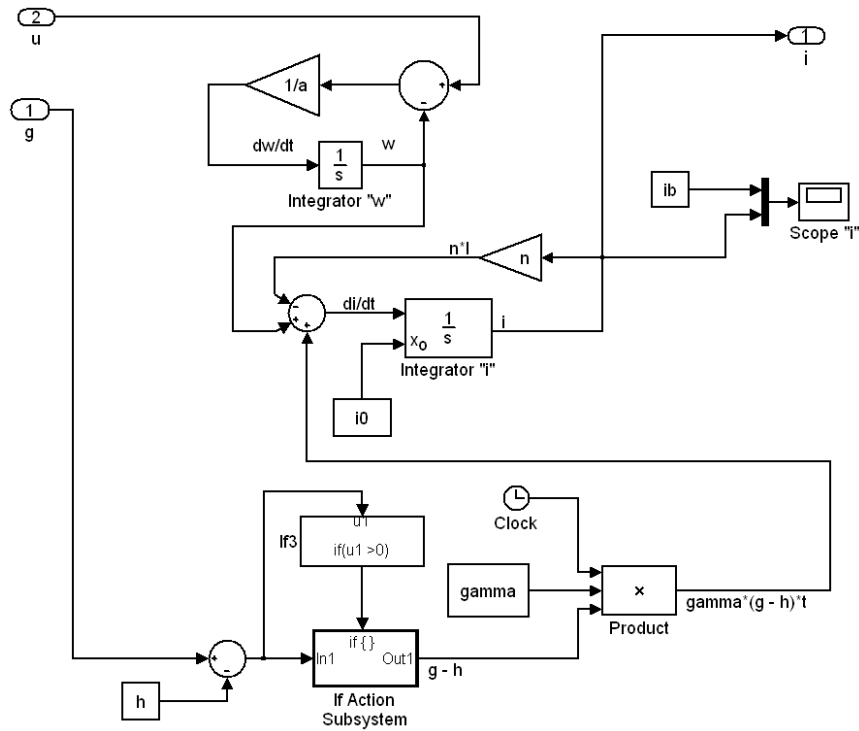 2
u
1/a
+
-
1
i
1
g
dw/dt
1
s
w
Integrator "w"
ib
Scope "i"
n*I
n
-
+
+
di/dt
1
s
xo
i
Integrator "i"
i0
Clock
If3
u1
if(u1 >0)
gamma
×
gamma*(g - h)*t
Product
+
-
if { }
In1
Out1
g - h
h
If Action
Subsystem